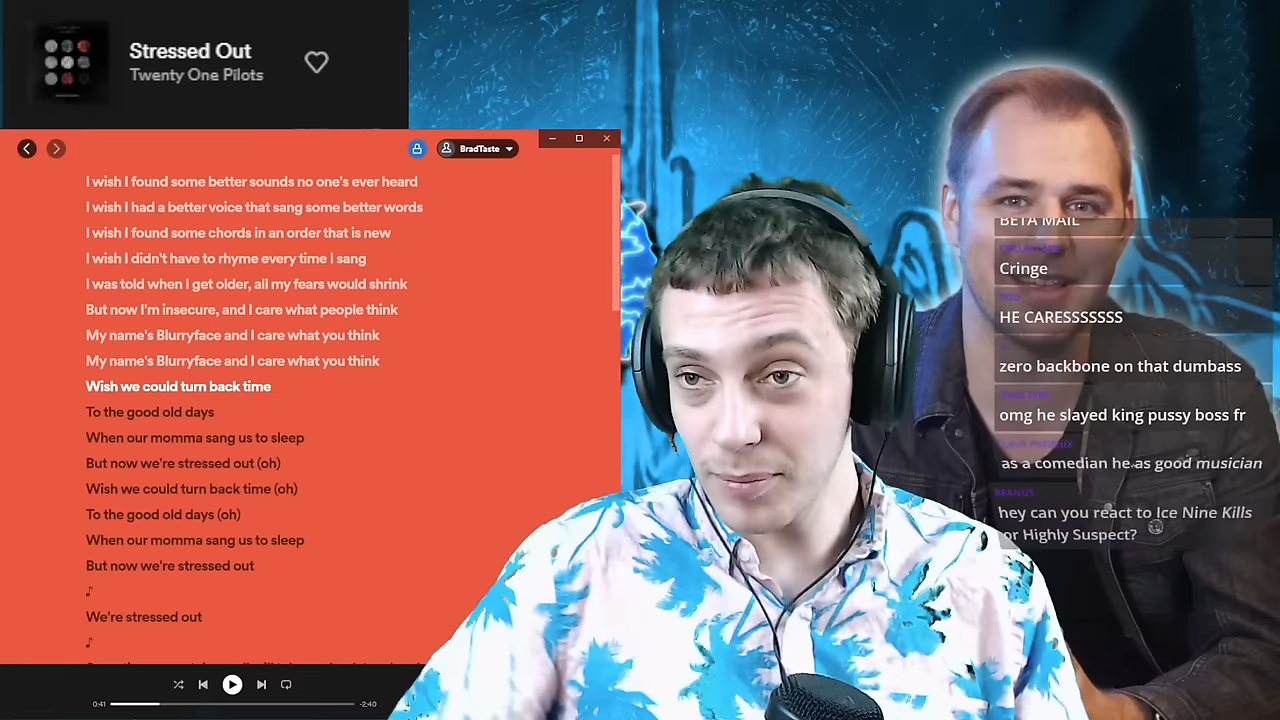 Stressed Out
Twenty One Pilots
BradTaste
I wish I found some better sounds no one's ever heard
I wish I had a better voice that sang some better words
I wish I found some chords in an order that is new
I wish I didn't have to rhyme every time I sang
I was told when I get older, all my fears would shrink
But now I'm insecure, and I care what people think
My name's Blurryface and I care what you think
My name's Blurryface and I care what you think
Wish we could turn back time
To the good old days
When our momma sang us to sleep
But now we're stressed out (oh)
Wish we could turn back time (oh)
To the good old days (oh)
When our momma sang us to sleep
But now we're stressed out
♪
We're stressed out
♪
0:41
-2:40
BETA MAIL
Cringe
HE CARESSSSSSS
zero backbone on that dumbass
omg he slayed king pussy boss fr
as a comedian he as good musician
hey can you react to Ice Nine Kills
or Highly Suspect?